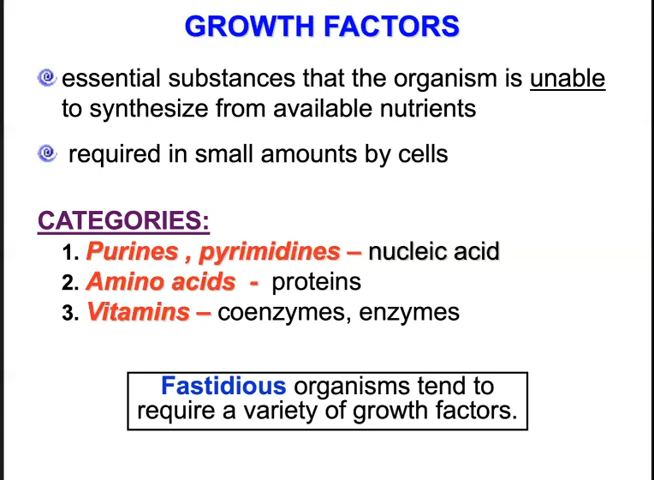 GROWTH FACTORS
essential substances that the organism is unable
to synthesize from available nutrients
required in small amounts by cells
CATEGORIES:
1. Purines , pyrimidines – nucleic acid
2. Amino acids - proteins
3. Vitamins – coenzymes, enzymes
Fastidious organisms tend to
require a variety of growth factors.